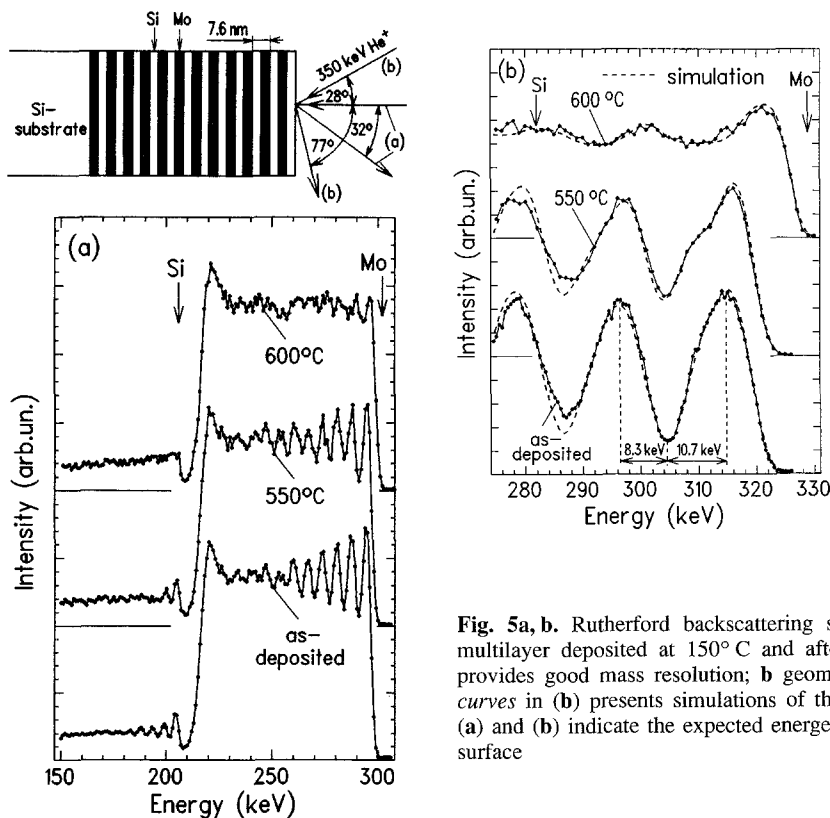 Si Mo 7.6 nm
350 keV He⁺
(b)
Si-
substrate
28°
32°
77°
(a)
(b)
(a)
Si
Mo
600°C
550°C
as-
deposited
Intensity (arb.un.)
150 200 250 300
Energy (keV)
(b)
Si
simulation
Mo
600 °C
550 °C
as-
deposited
8.3 keV 10.7 keV
Intensity (arb.un.)
280 290 300 310 320 330
Energy (keV)
Fig. 5a, b. Rutherford backscattering s
multilayer deposited at 150° C and aft
provides good mass resolution; b geom
curves in (b) presents simulations of th
(a) and (b) indicate the expected energe
surface